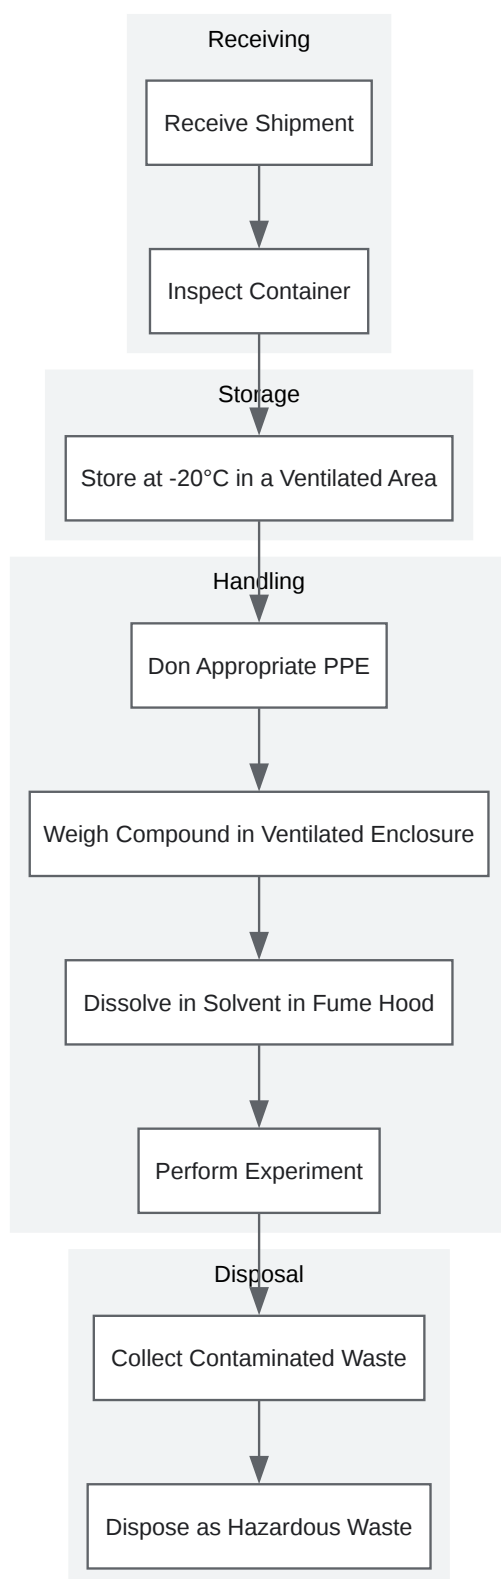 Receiving
Receive Shipment
Inspect Container
Storage
Store at -20°C in a Ventilated Area
Handling
Don Appropriate PPE
Weigh Compound in Ventilated Enclosure
Dissolve in Solvent in Fume Hood
Perform Experiment
Disposal
Collect Contaminated Waste
Dispose as Hazardous Waste